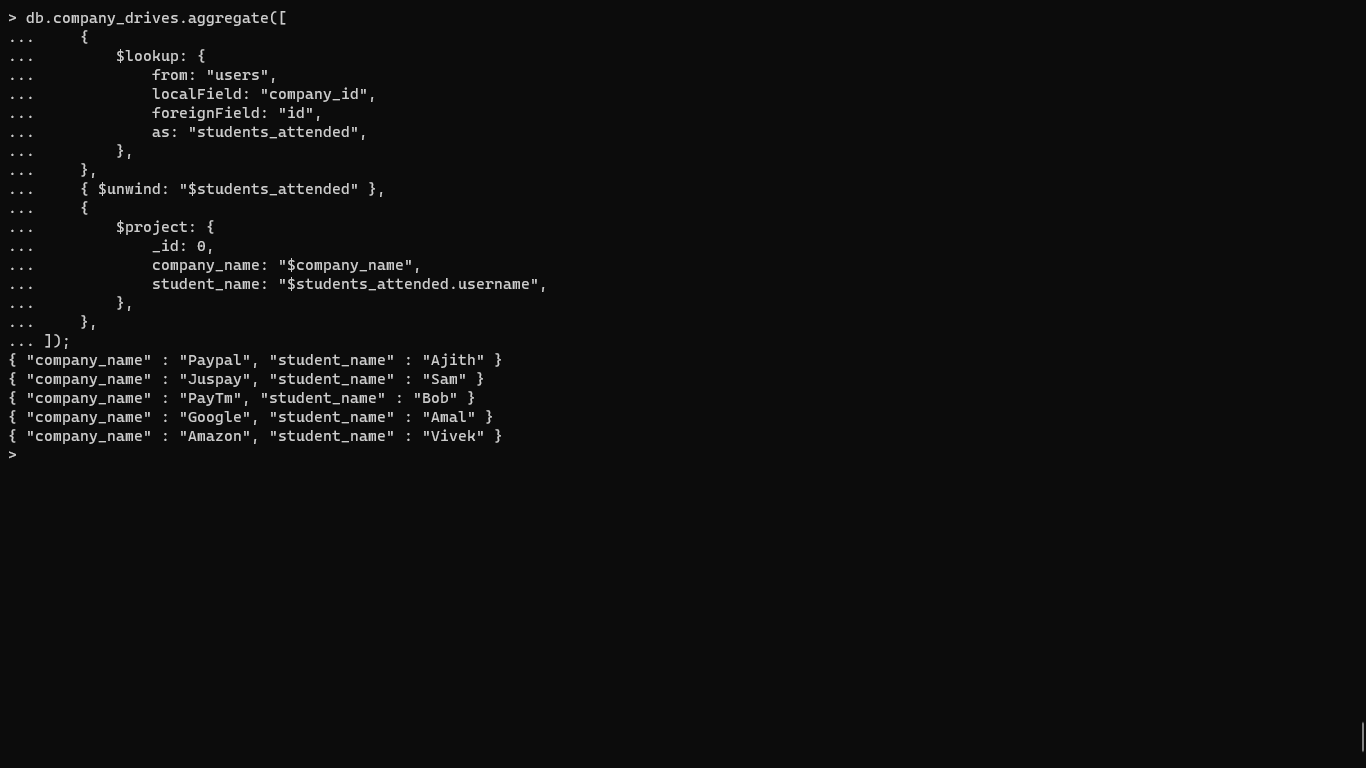 > db.company_drives.aggregate([
...     {
...         $lookup: {
...             from: "users",
...             localField: "company_id",
...             foreignField: "id",
...             as: "students_attended",
...         },
...     },
...     { $unwind: "$students_attended" },
...     {
...         $project: {
...             _id: 0,
...             company_name: "$company_name",
...             student_name: "$students_attended.username",
...         },
...     },
... ]);
{ "company_name" : "Paypal", "student_name" : "Ajith" }
{ "company_name" : "Juspay", "student_name" : "Sam" }
{ "company_name" : "PayTm", "student_name" : "Bob" }
{ "company_name" : "Google", "student_name" : "Amal" }
{ "company_name" : "Amazon", "student_name" : "Vivek" }
>